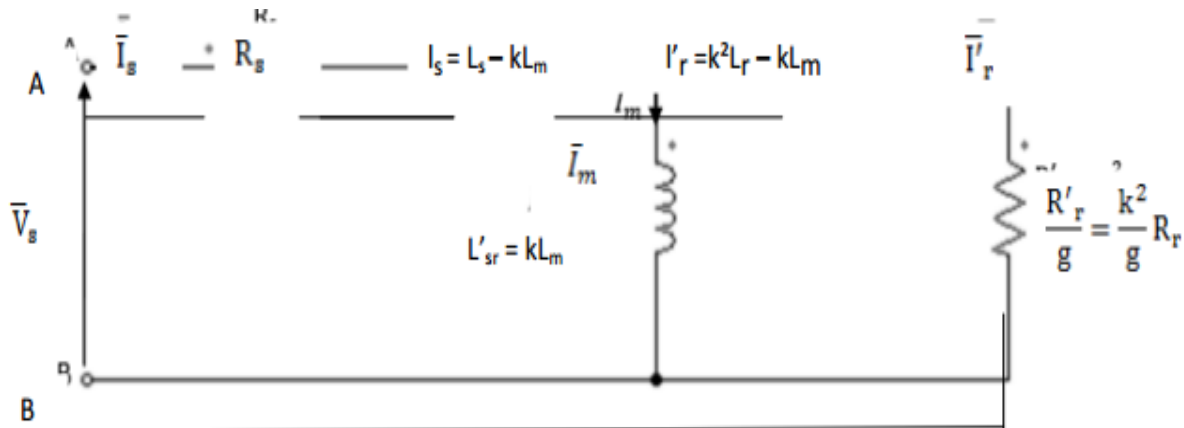 A Ī_s R_s l_s = L_s – kL_m l'_r =k²L_r – kL_m Ī'_r
I_m
Ī_m
V̄_s
L'_sr = kL_m
R'_r/g = k²/g R_r
B